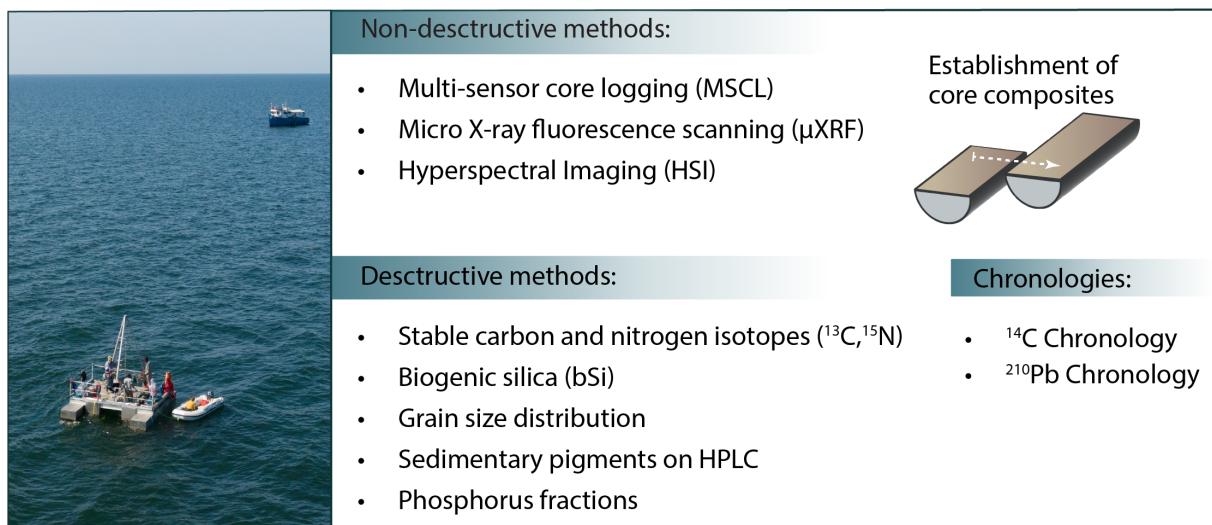 Non-desctructive methods:
• Multi-sensor core logging (MSCL)
• Micro X-ray fluorescence scanning (µXRF)
• Hyperspectral Imaging (HSI)
Establishment of
core composites
Desctructive methods:
• Stable carbon and nitrogen isotopes (¹³C,¹⁵N)
• Biogenic silica (bSi)
• Grain size distribution
• Sedimentary pigments on HPLC
• Phosphorus fractions
Chronologies:
• ¹⁴C Chronology
• ²¹⁰Pb Chronology